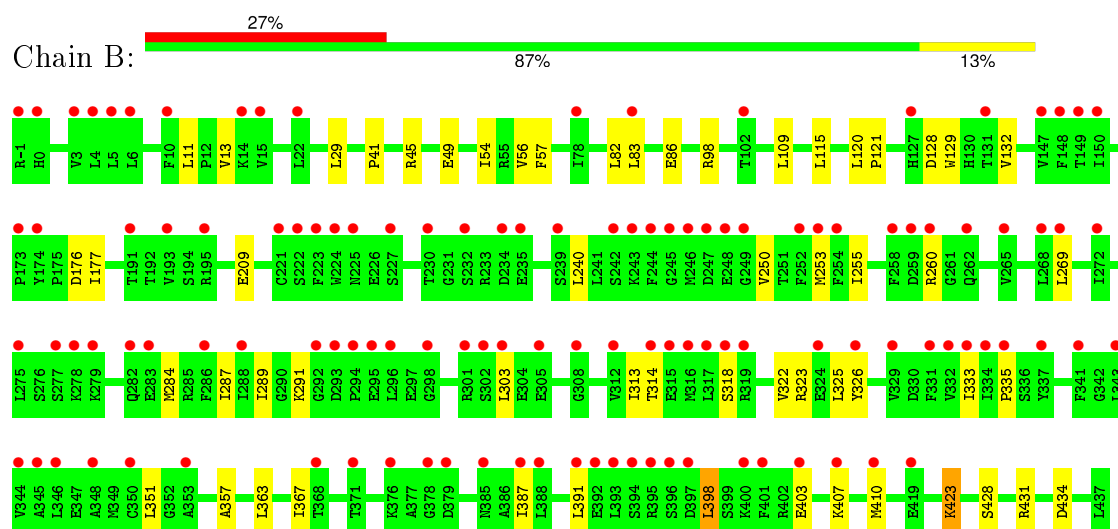 27%
Chain B:
87% 13%
R-1 H0 V3 L4 L5 L6 F10 L11 P12 V13 K14 V15 L22 L29 P41 R45 E49 I54 R55 V56 F57 I78 L82 L83 E86 R98 T102 L109 L115 L120 P121 H127 D128 W129 H130 T131 V132 V147 F148 T149 I150
P173 Y174 P175 D176 I177 T191 T192 V193 S194 R195 E209 C221 S222 F223 W224 N225 E226 S227 T230 G231 S232 R233 D234 E235 S239 L240 L241 S242 K243 F244 G245 M246 D247 E248 G249 V250 T251 F252 M253 F254 I255 F258 D259 R260 G261 Q262 V265 L268 L269 I272
L275 S276 S277 K278 K279 Q282 E283 M284 R285 F286 I287 I288 I289 G290 K291 G292 D293 P294 E295 L296 E297 G298 R301 S302 L303 E304 E305 G308 V312 I313 T314 E315 M316 L317 S318 R319 V322 R323 E324 L325 Y326 V329 D330 F331 V332 I333 I334 P335 S336 Y337 F341 G342
V344 A345 L346 E347 A348 M349 C350 L351 G352 A353 A357 L363 I367 T368 T371 K376 A377 G378 D379 N385 A386 I387 L388 L391 E392 L393 S394 R395 S396 D397 L398 S399 K400 F401 R402 E403 K407 M410 E419 K423 S428 R431 D434 L437